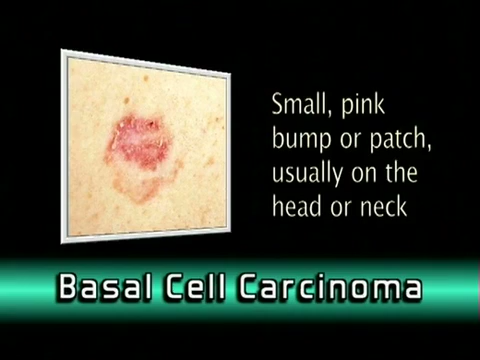 Small, pink
bump or patch,
usually on the
head or neck
Basal Cell Carcinoma